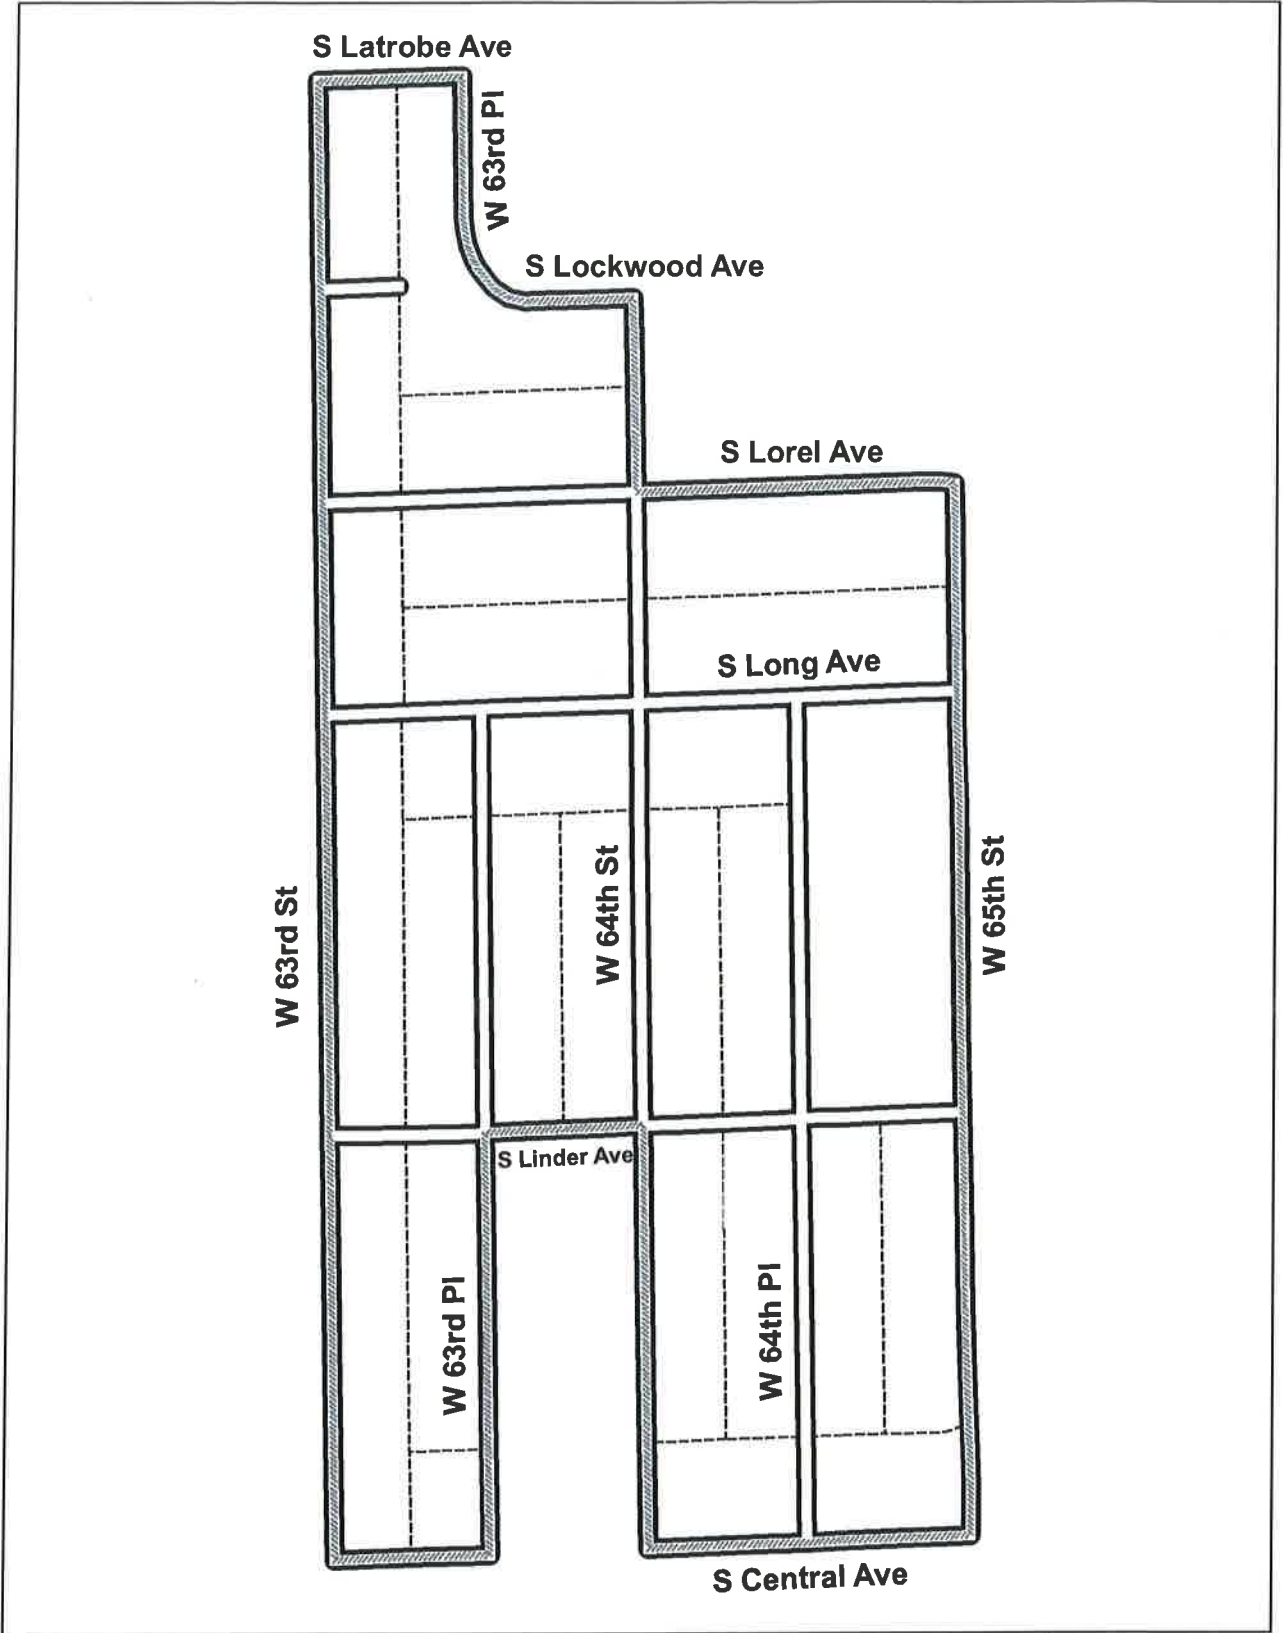 S Latrobe Ave
W 63rd Pl
S Lockwood Ave
S Lorel Ave
S Long Ave
W 63rd St
W 64th St
W 65th St
S Linder Ave
W 63rd Pl
W 64th Pl
S Central Ave